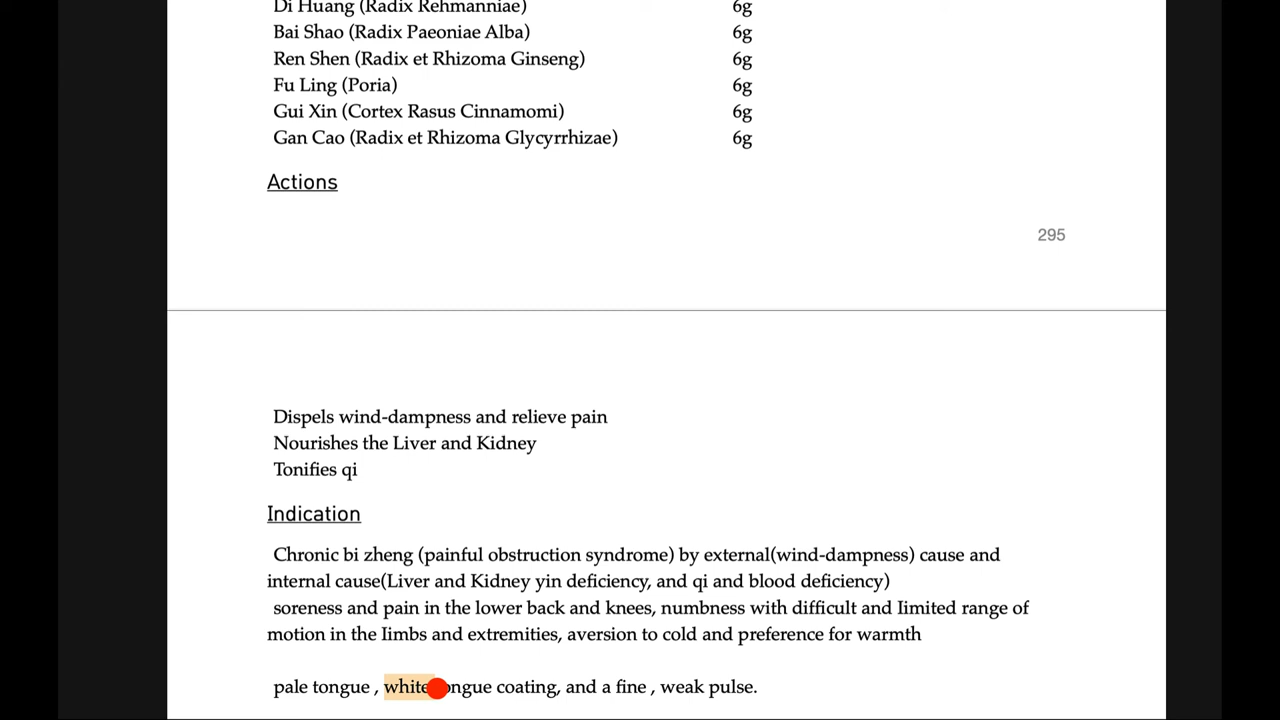 Di Huang (Radix Rehmanniae) 6g
Bai Shao (Radix Paeoniae Alba) 6g
Ren Shen (Radix et Rhizoma Ginseng) 6g
Fu Ling (Poria) 6g
Gui Xin (Cortex Rasus Cinnamomi) 6g
Gan Cao (Radix et Rhizoma Glycyrrhizae) 6g
Actions
295
Dispels wind-dampness and relieve pain
Nourishes the Liver and Kidney
Tonifies qi
Indication
Chronic bi zheng (painful obstruction syndrome) by external(wind-dampness) cause and
internal cause(Liver and Kidney yin deficiency, and qi and blood deficiency)
soreness and pain in the lower back and knees, numbness with difficult and Iimited range of
motion in the Iimbs and extremities, aversion to cold and preference for warmth
pale tongue , white tongue coating, and a fine , weak pulse.